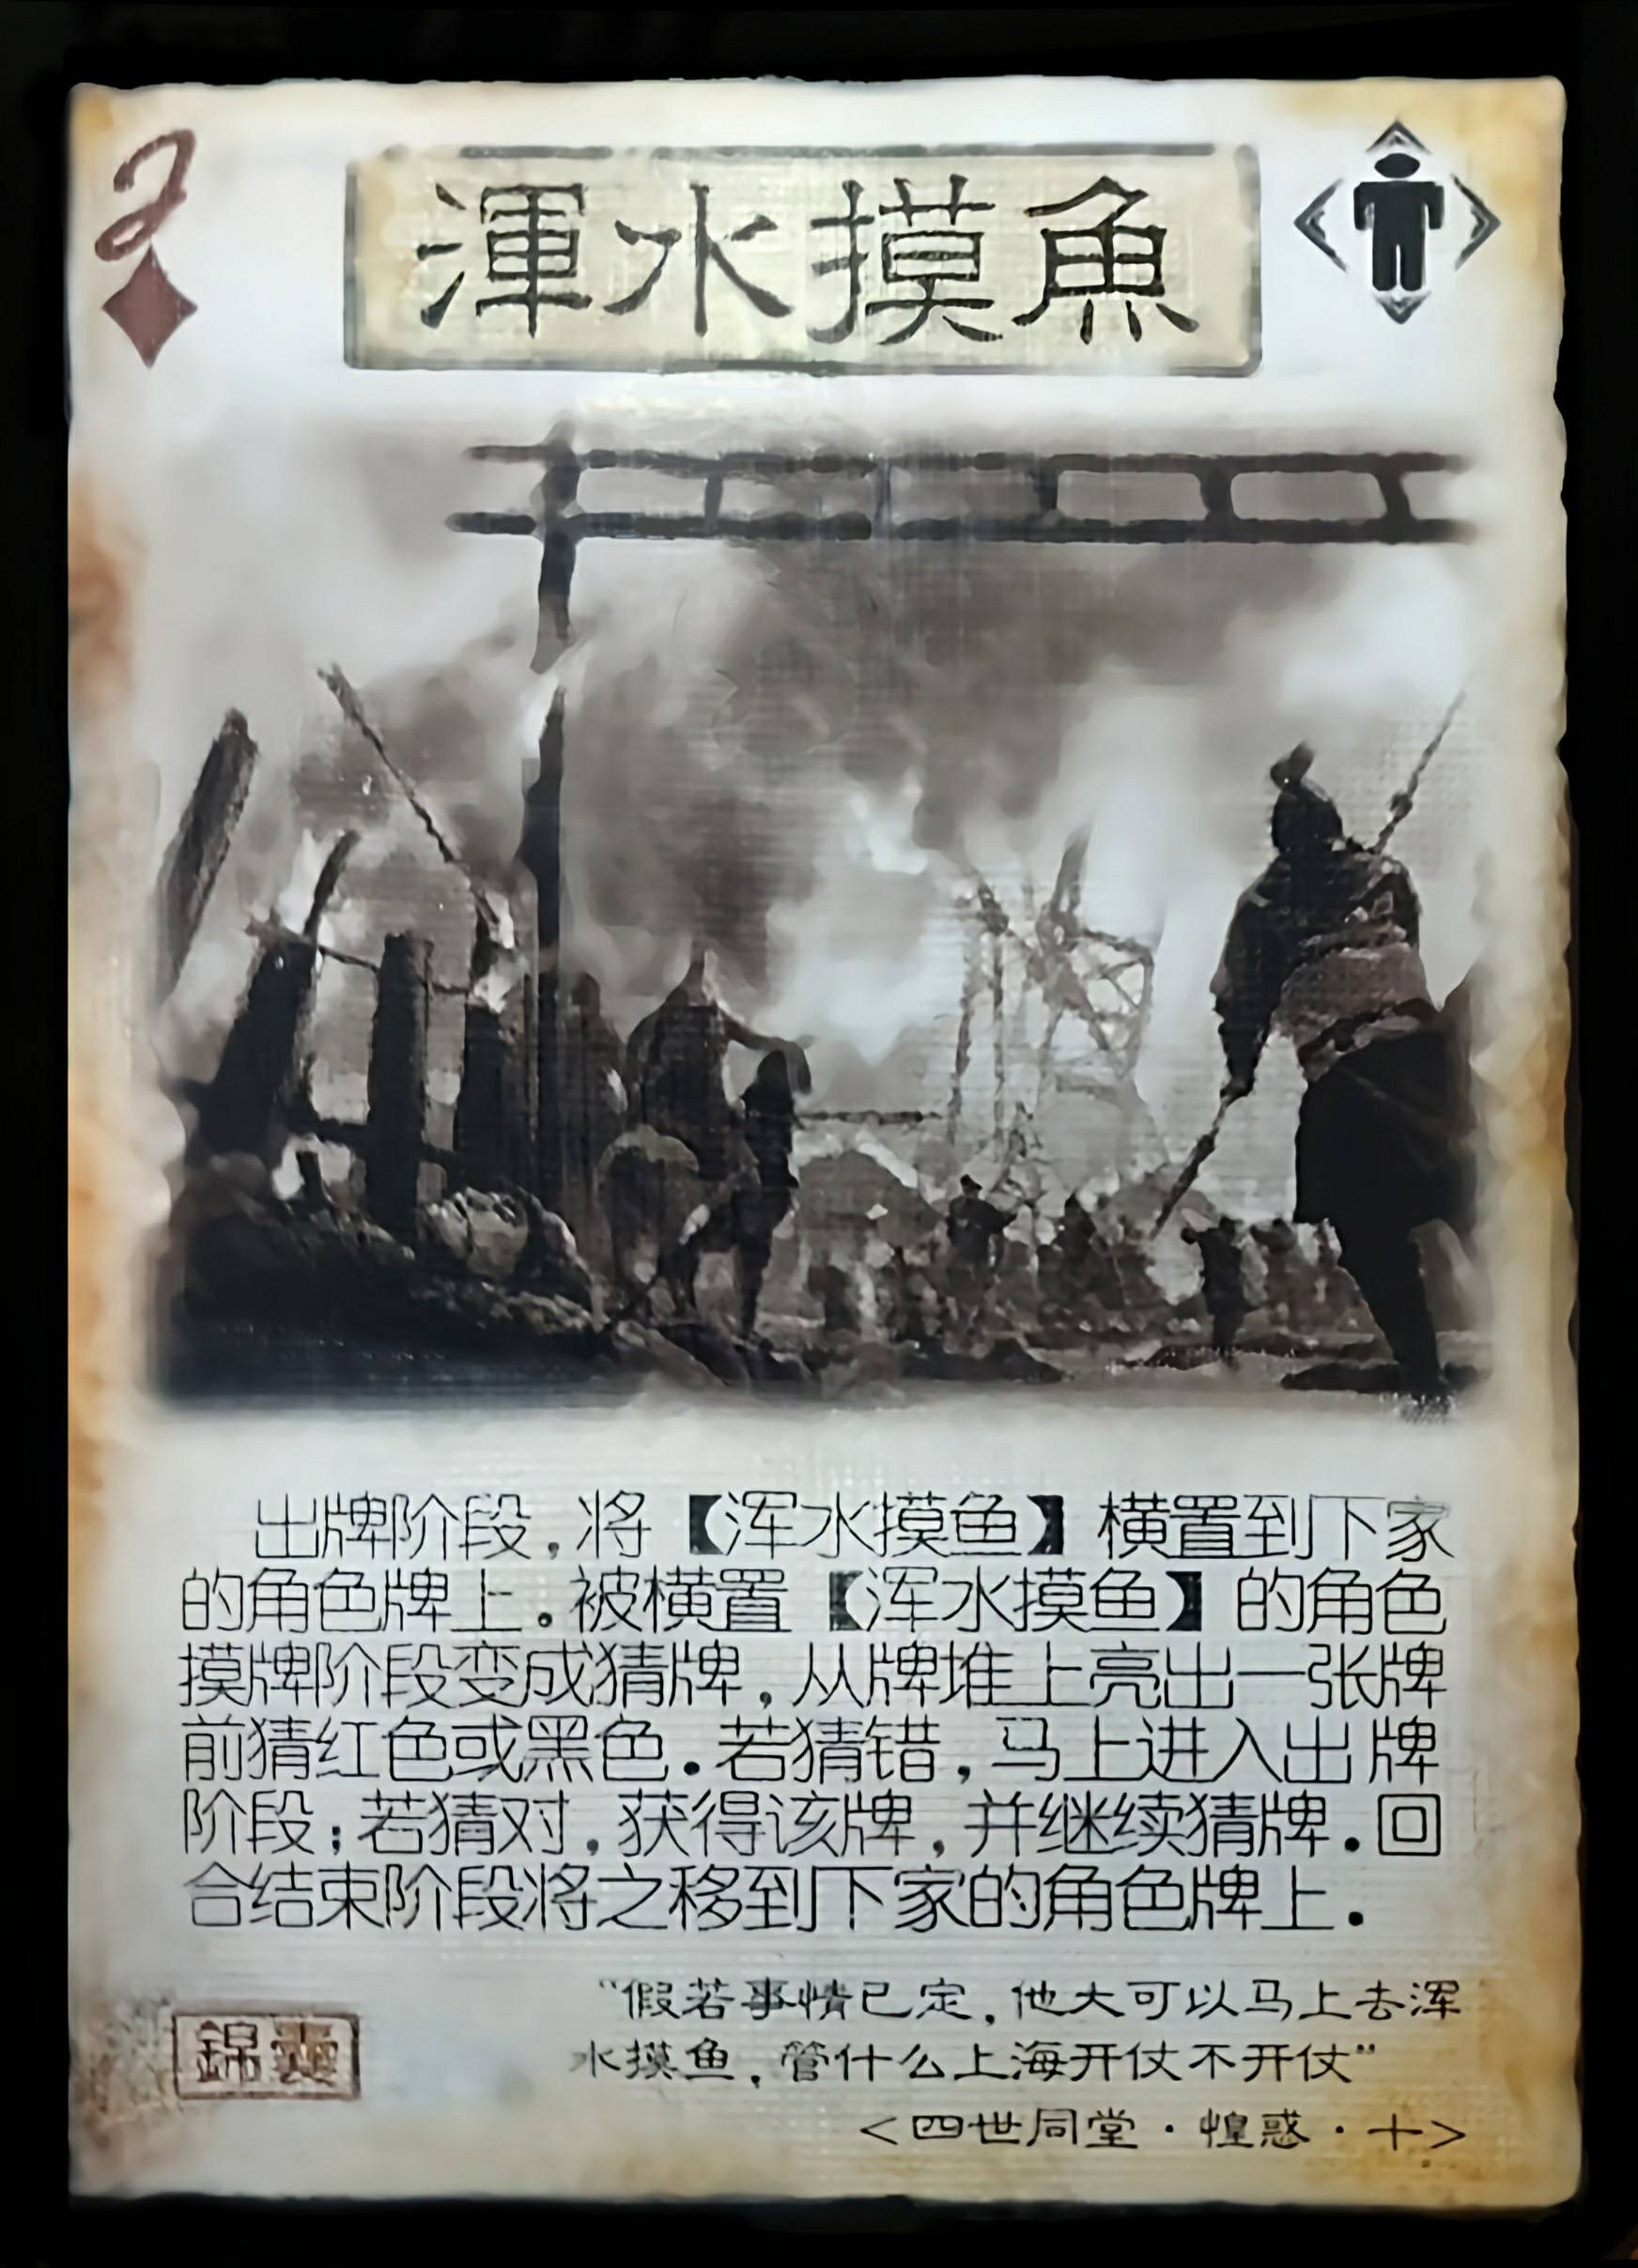 2
渾水摸魚
出牌阶段,将【浑水摸鱼】横置到下家
的角色牌上.被横置【浑水摸鱼】的角色
摸牌阶段变成猜牌,从牌堆上亮出一张牌
前猜红色或黑色.若猜错,马上进入出牌
阶段;若猜对,获得该牌,并继续猜牌.回
合结束阶段将之移到下家的角色牌上.
“假若事情已定,他大可以马上去浑
水摸鱼,管什么上海开仗不开仗”
<四世同堂·惶惑·十>
錦囊